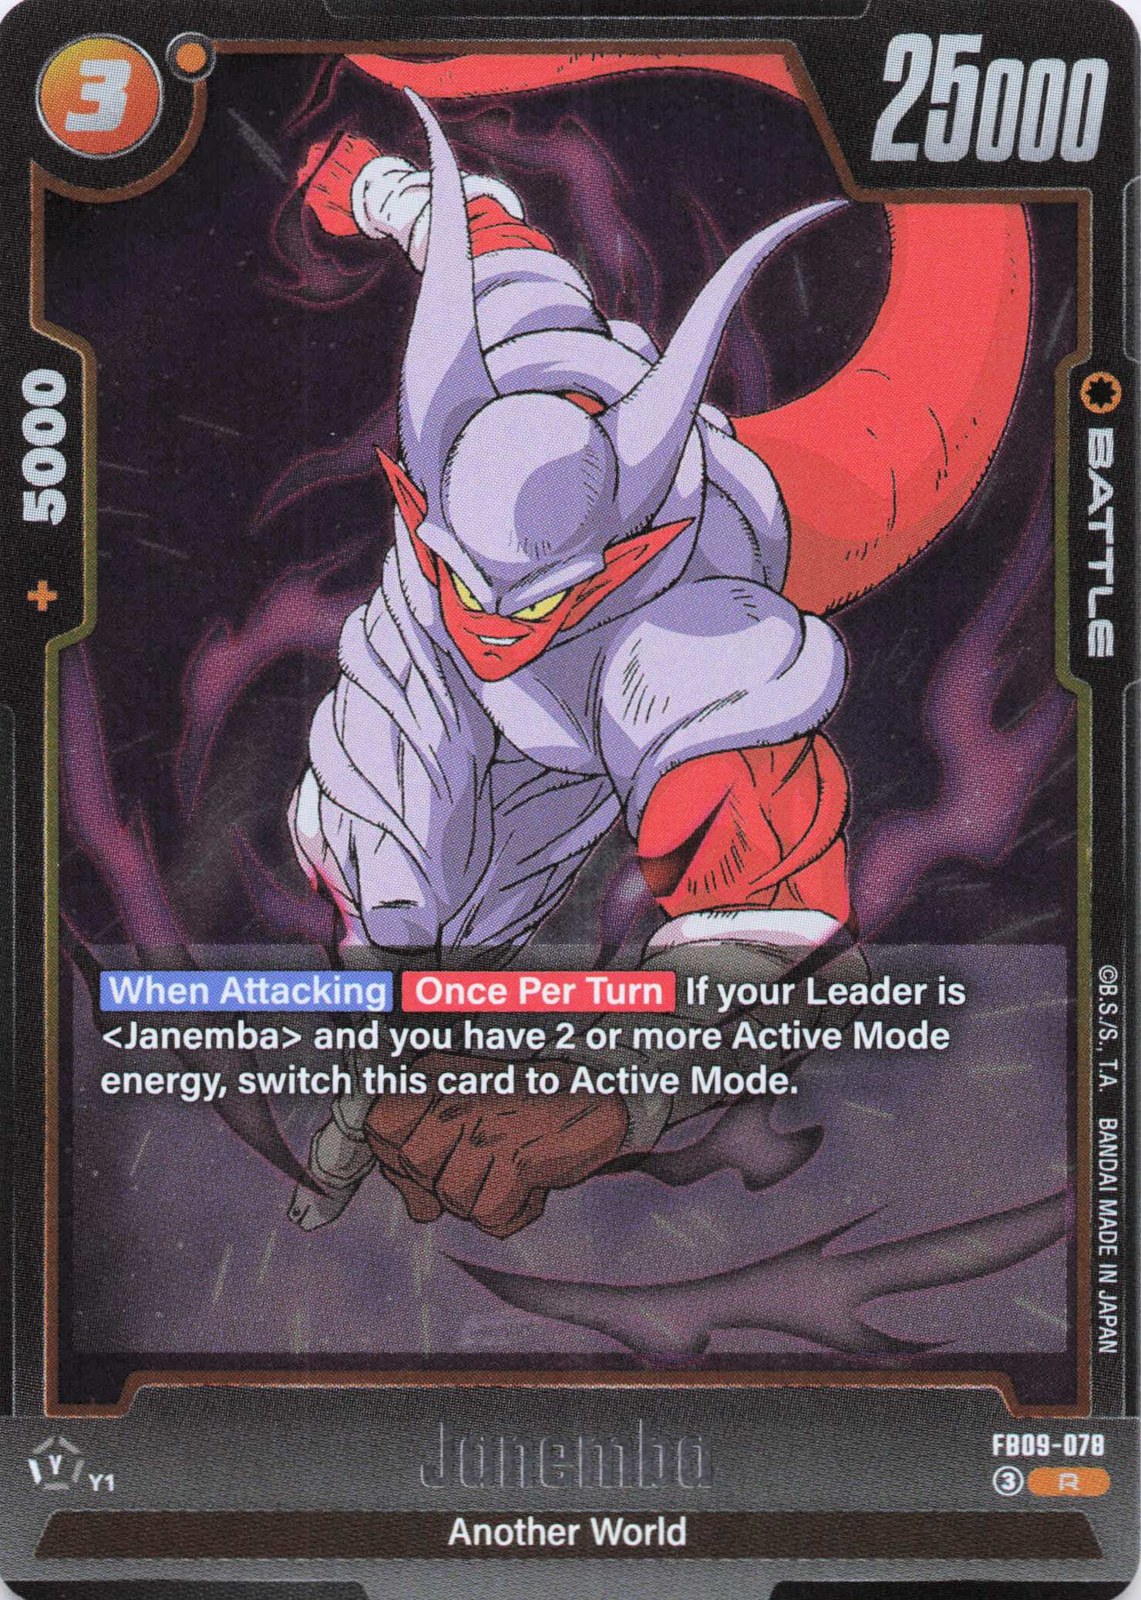 3
25000
+ 5000
BATTLE
When Attacking Once Per Turn If your Leader is
<Janemba> and you have 2 or more Active Mode
energy, switch this card to Active Mode.
©B.S./S., T.A. BANDAI MADE IN JAPAN
Y Y1
Janemba
FB09-078
3 R
Another World